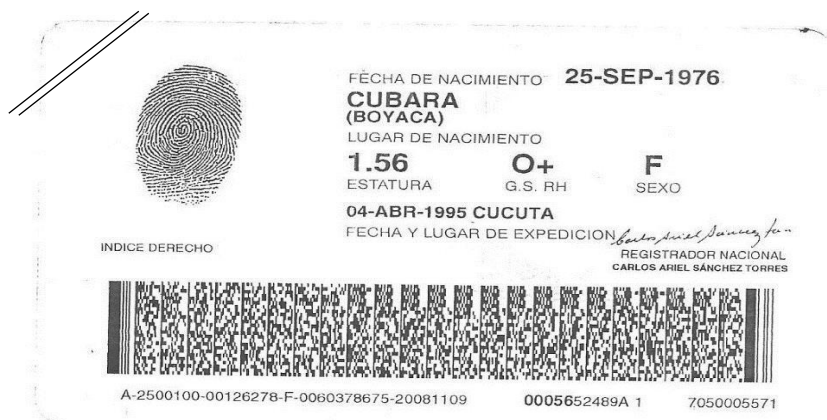 FECHA DE NACIMIENTO 25-SEP-1976
CUBARA
(BOYACA)
LUGAR DE NACIMIENTO
1.56 O+ F
ESTATURA G.S. RH SEXO
04-ABR-1995 CUCUTA
FECHA Y LUGAR DE EXPEDICION
INDICE DERECHO
REGISTRADOR NACIONAL
CARLOS ARIEL SÁNCHEZ TORRES
A-2500100-00126278-F-0060378675-20081109 0005652489A 1 7050005571